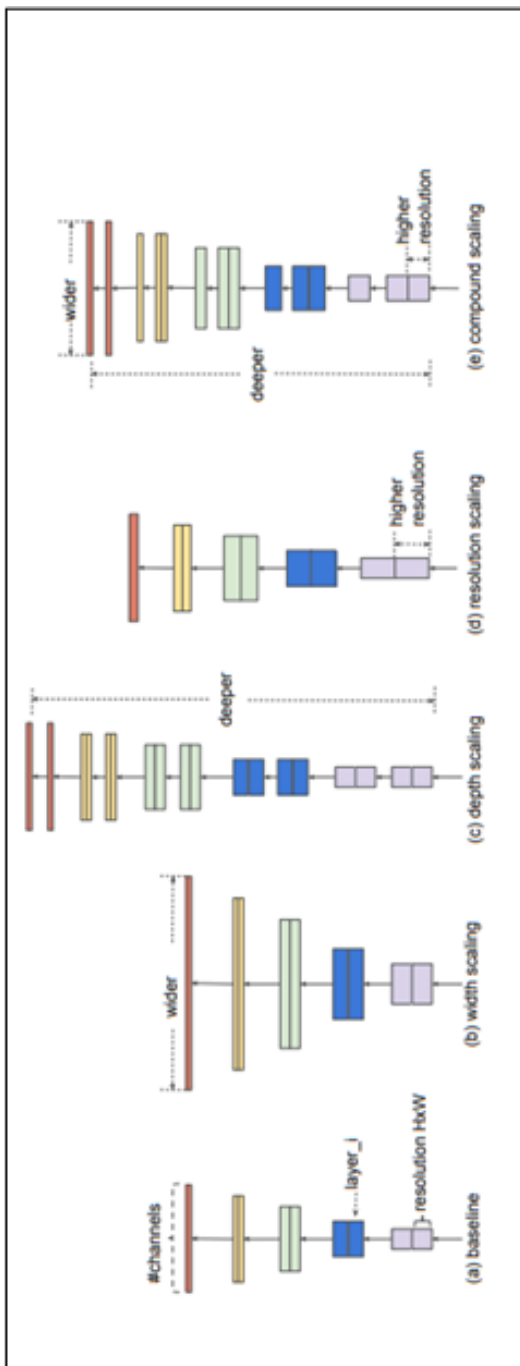 #channels
layer_i
resolution HxW
(a) baseline
wider
(b) width scaling
deeper
(c) depth scaling
higher
resolution
(d) resolution scaling
wider
deeper
higher
resolution
(e) compound scaling